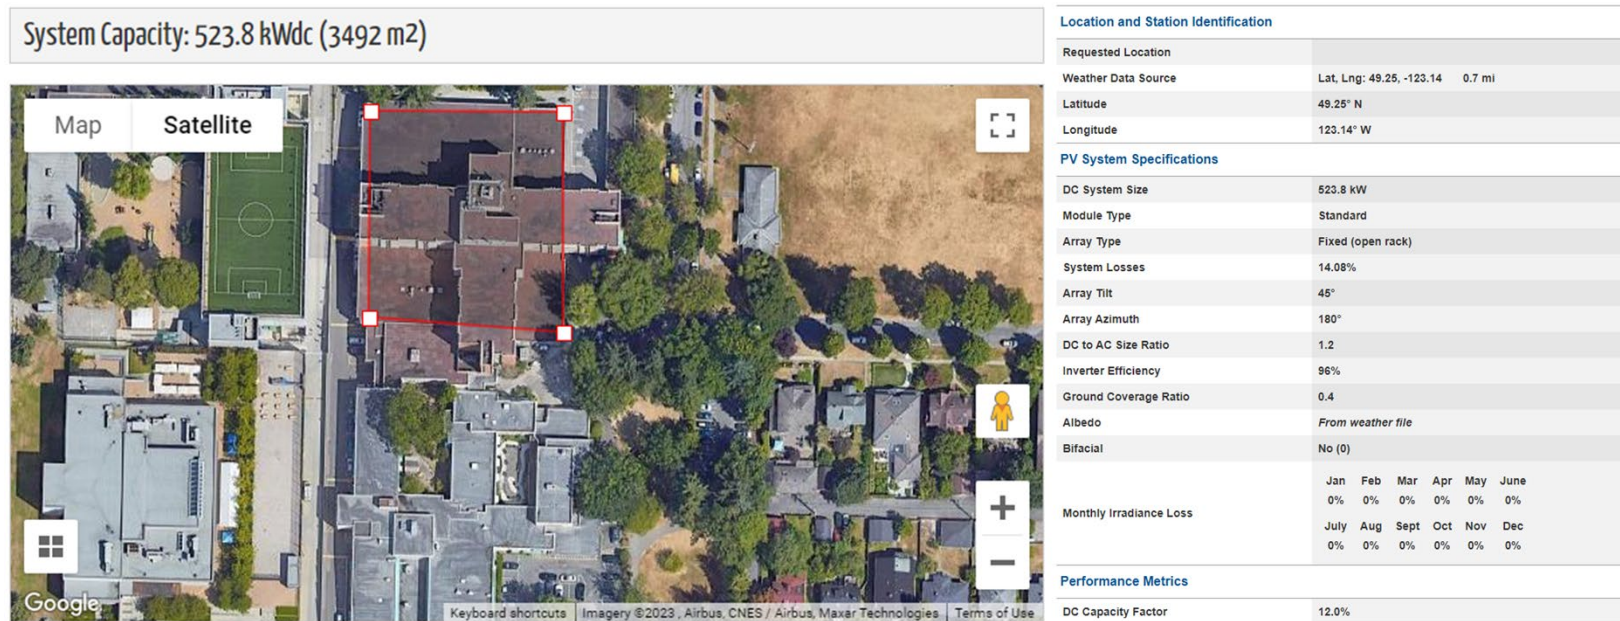 System Capacity: 523.8 kWdc (3492 m2)
Map Satellite
Google
Keyboard shortcuts Imagery ©2023 , Airbus, CNES / Airbus, Maxar Technologies Terms of Use
Location and Station Identification
Requested Location
Weather Data Source Lat, Lng: 49.25, -123.14 0.7 mi
Latitude 49.25° N
Longitude 123.14° W
PV System Specifications
DC System Size 523.8 kW
Module Type Standard
Array Type Fixed (open rack)
System Losses 14.08%
Array Tilt 45°
Array Azimuth 180°
DC to AC Size Ratio 1.2
Inverter Efficiency 96%
Ground Coverage Ratio 0.4
Albedo From weather file
Bifacial No (0)
Monthly Irradiance Loss
Jan Feb Mar Apr May June
0% 0% 0% 0% 0% 0%
July Aug Sept Oct Nov Dec
0% 0% 0% 0% 0% 0%
Performance Metrics
DC Capacity Factor 12.0%